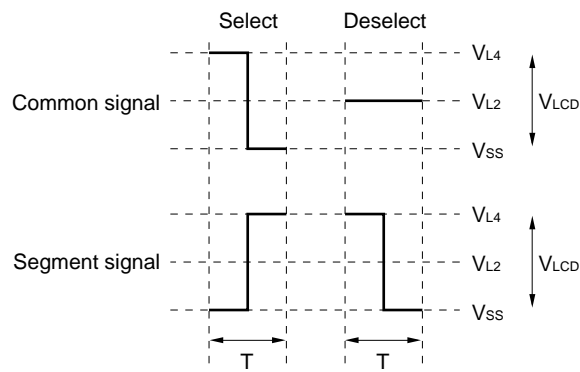 Select Deselect
VL4
Common signal VL2 VLCD
VSS
VL4
Segment signal VL2 VLCD
VSS
T T